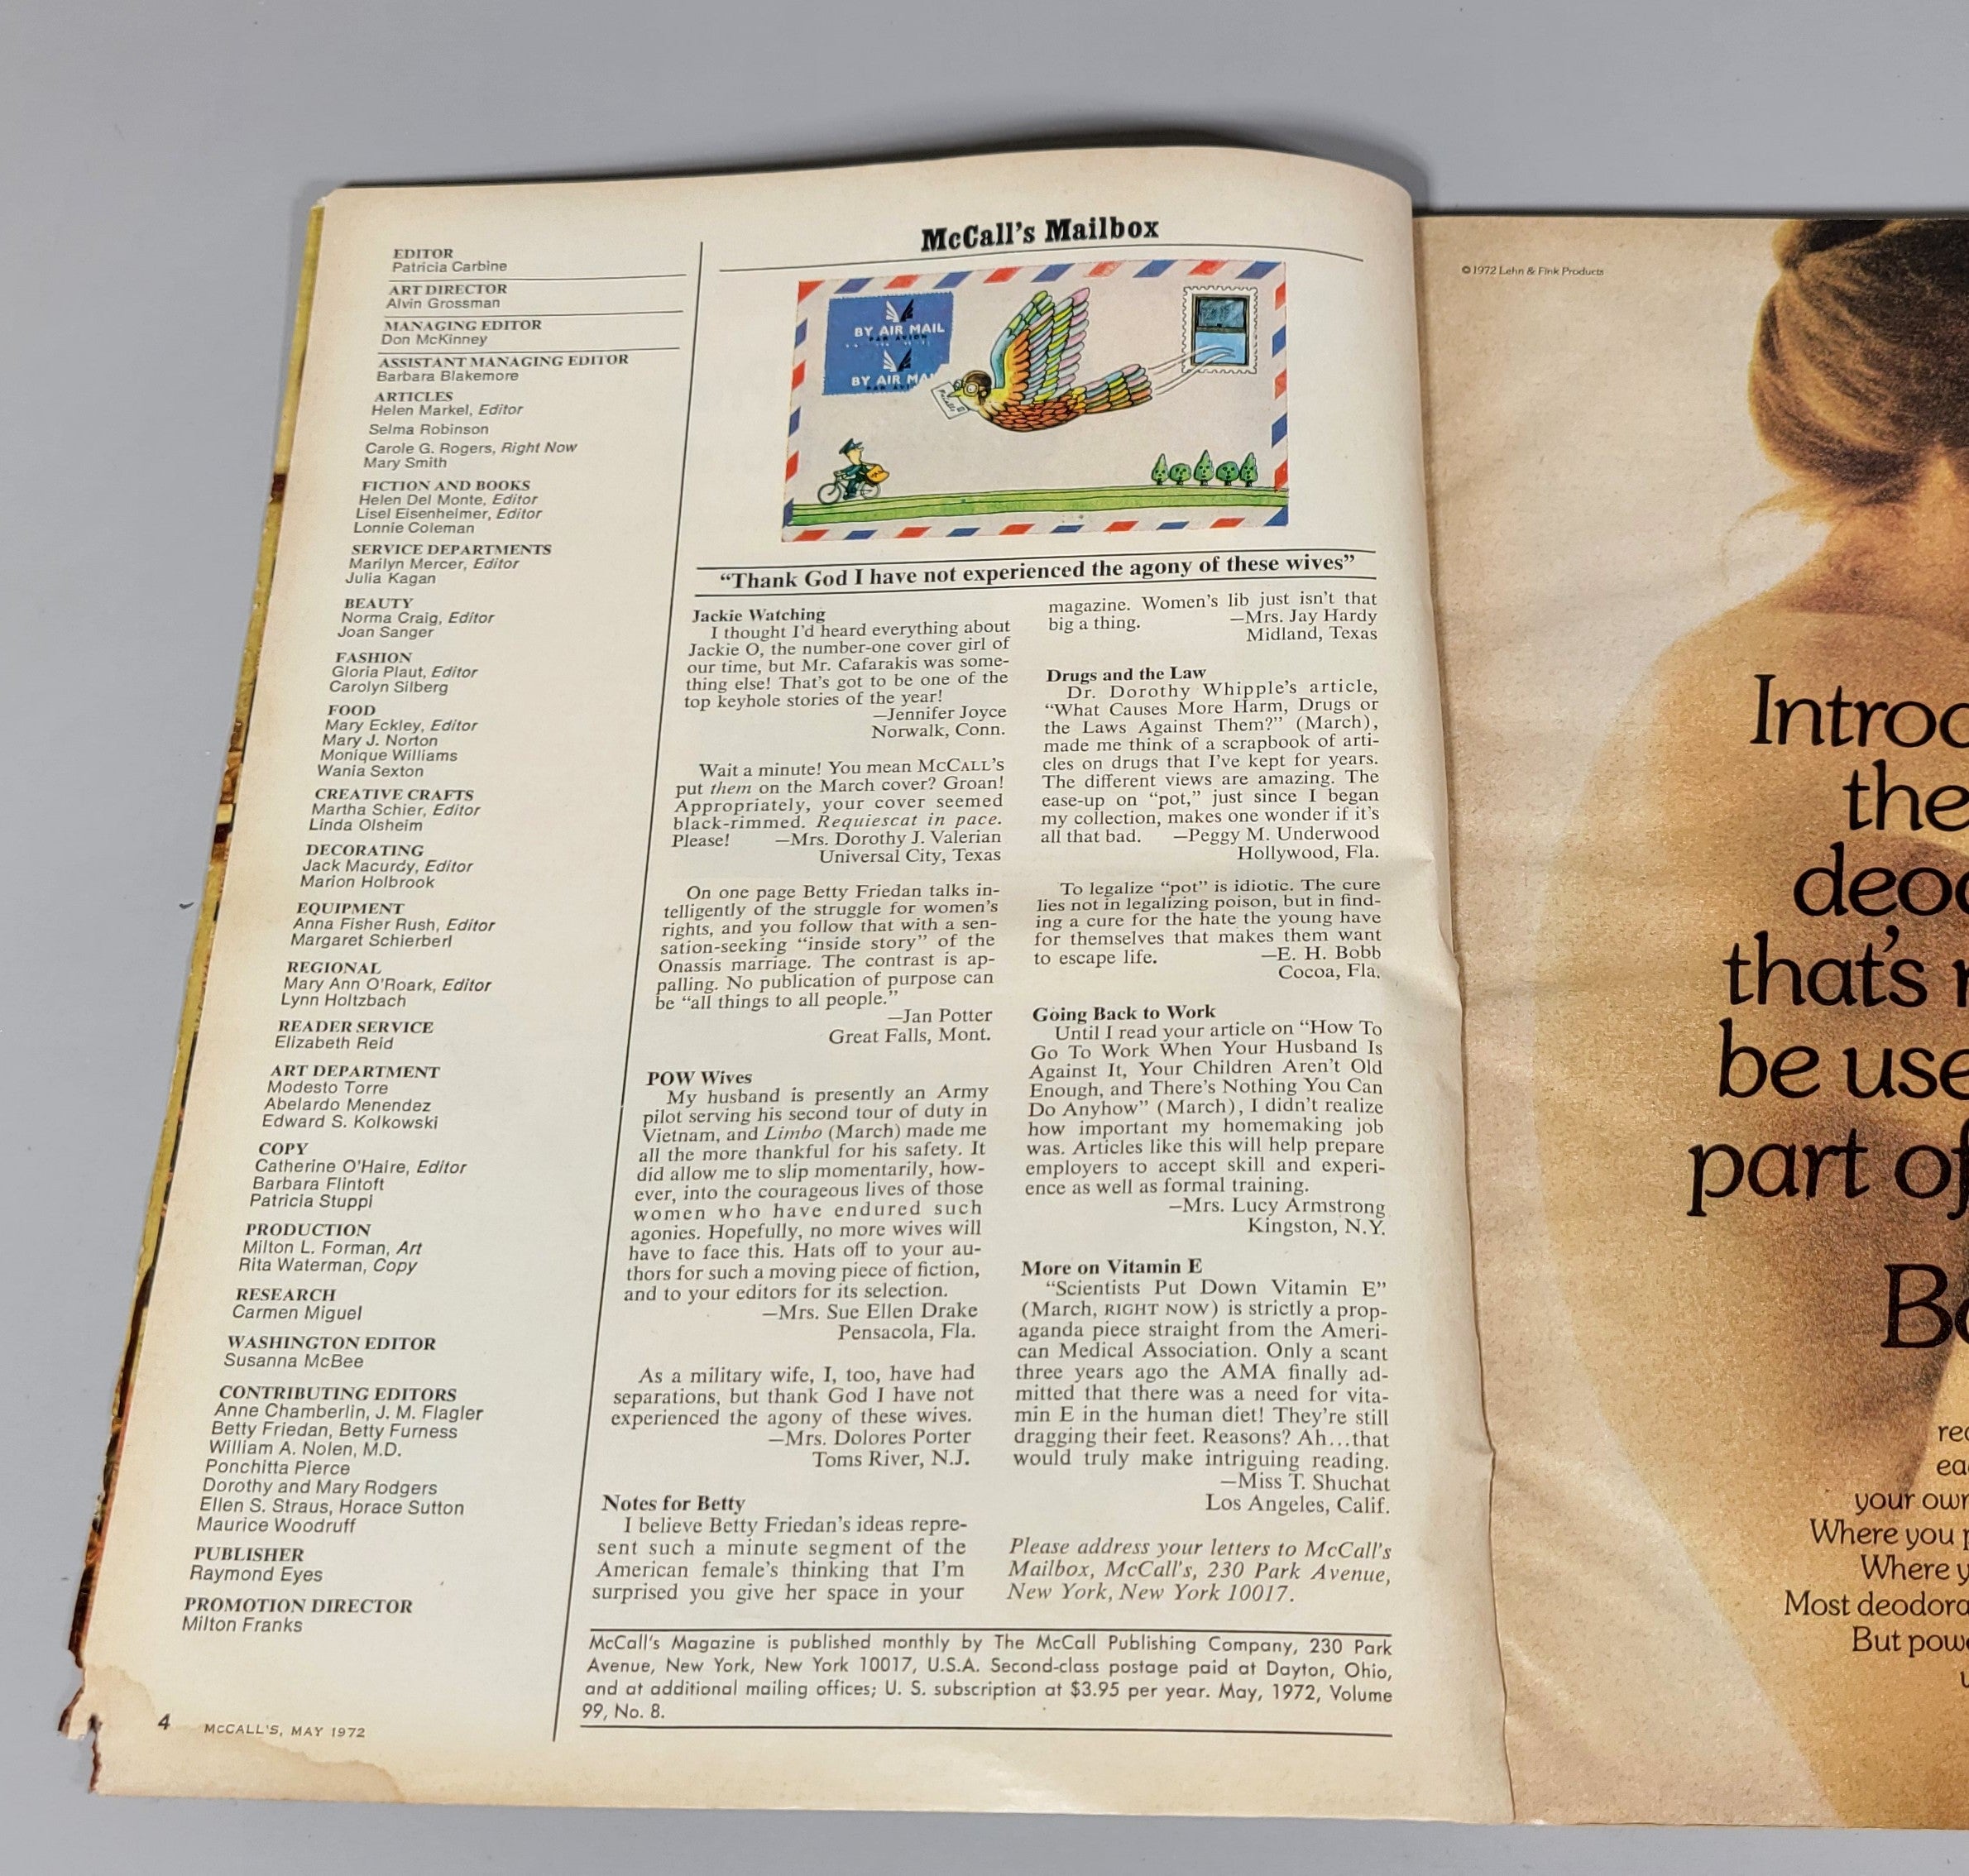 EDITOR
Patricia Carbine
ART DIRECTOR
Alvin Grossman
MANAGING EDITOR
Don McKinney
ASSISTANT MANAGING EDITOR
Barbara Blakemore
ARTICLES
Helen Markel, Editor
Selma Robinson
Carole G. Rogers, Right Now
Mary Smith
FICTION AND BOOKS
Helen Del Monte, Editor
Lisel Eisenheimer, Editor
Lonnie Coleman
SERVICE DEPARTMENTS
Marilyn Mercer, Editor
Julia Kagan
BEAUTY
Norma Craig, Editor
Joan Sanger
FASHION
Gloria Plaut, Editor
Carolyn Silberg
FOOD
Mary Eckley, Editor
Mary J. Norton
Monique Williams
Wania Sexton
CREATIVE CRAFTS
Martha Schier, Editor
Linda Olsheim
DECORATING
Jack Macurdy, Editor
Marion Holbrook
EQUIPMENT
Anna Fisher Rush, Editor
Margaret Schierberl
REGIONAL
Mary Ann O'Roark, Editor
Lynn Holtzbach
READER SERVICE
Elizabeth Reid
ART DEPARTMENT
Modesto Torre
Abelardo Menendez
Edward S. Kolkowski
COPY
Catherine O'Haire, Editor
Barbara Flintoft
Patricia Stuppi
PRODUCTION
Milton L. Forman, Art
Rita Waterman, Copy
RESEARCH
Carmen Miguel
WASHINGTON EDITOR
Susanna McBee
CONTRIBUTING EDITORS
Anne Chamberlin, J. M. Flagler
Betty Friedan, Betty Furness
William A. Nolen, M.D.
Ponchitta Pierce
Dorothy and Mary Rodgers
Ellen S. Straus, Horace Sutton
Maurice Woodruff
PUBLISHER
Raymond Eyes
PROMOTION DIRECTOR
Milton Franks
4 McCALL'S, MAY 1972
McCall's Mailbox
BY AIR MAIL
PAR AVION
BY AIR MAI
"Thank God I have not experienced the agony of these wives"
Jackie Watching
I thought I'd heard everything about
Jackie O, the number-one cover girl of
our time, but Mr. Cafarakis was some-
thing else! That's got to be one of the
top keyhole stories of the year!
—Jennifer Joyce
Norwalk, Conn.
Wait a minute! You mean McCALL'S
put them on the March cover? Groan!
Appropriately, your cover seemed
black-rimmed. Requiescat in pace.
Please! —Mrs. Dorothy J. Valerian
Universal City, Texas
On one page Betty Friedan talks in-
telligently of the struggle for women's
rights, and you follow that with a sen-
sation-seeking "inside story" of the
Onassis marriage. The contrast is ap-
palling. No publication of purpose can
be "all things to all people."
—Jan Potter
Great Falls, Mont.
POW Wives
My husband is presently an Army
pilot serving his second tour of duty in
Vietnam, and Limbo (March) made me
all the more thankful for his safety. It
did allow me to slip momentarily, how-
ever, into the courageous lives of those
women who have endured such
agonies. Hopefully, no more wives will
have to face this. Hats off to your au-
thors for such a moving piece of fiction,
and to your editors for its selection.
—Mrs. Sue Ellen Drake
Pensacola, Fla.
As a military wife, I, too, have had
separations, but thank God I have not
experienced the agony of these wives.
—Mrs. Dolores Porter
Toms River, N.J.
Notes for Betty
I believe Betty Friedan's ideas repre-
sent such a minute segment of the
American female's thinking that I'm
surprised you give her space in your
magazine. Women's lib just isn't that
big a thing. —Mrs. Jay Hardy
Midland, Texas
Drugs and the Law
Dr. Dorothy Whipple's article,
"What Causes More Harm, Drugs or
the Laws Against Them?" (March),
made me think of a scrapbook of arti-
cles on drugs that I've kept for years.
The different views are amazing. The
ease-up on "pot," just since I began
my collection, makes one wonder if it's
all that bad. —Peggy M. Underwood
Hollywood, Fla.
To legalize "pot" is idiotic. The cure
lies not in legalizing poison, but in find-
ing a cure for the hate the young have
for themselves that makes them want
to escape life. —E. H. Bobb
Cocoa, Fla.
Going Back to Work
Until I read your article on "How To
Go To Work When Your Husband Is
Against It, Your Children Aren't Old
Enough, and There's Nothing You Can
Do Anyhow" (March), I didn't realize
how important my homemaking job
was. Articles like this will help prepare
employers to accept skill and experi-
ence as well as formal training.
—Mrs. Lucy Armstrong
Kingston, N.Y.
More on Vitamin E
"Scientists Put Down Vitamin E"
(March, RIGHT NOW) is strictly a prop-
aganda piece straight from the Ameri-
can Medical Association. Only a scant
three years ago the AMA finally ad-
mitted that there was a need for vita-
min E in the human diet! They're still
dragging their feet. Reasons? Ah...that
would truly make intriguing reading.
—Miss T. Shuchat
Los Angeles, Calif.
Please address your letters to McCall's
Mailbox, McCall's, 230 Park Avenue,
New York, New York 10017.
McCall's Magazine is published monthly by The McCall Publishing Company, 230 Park
Avenue, New York, New York 10017, U.S.A. Second-class postage paid at Dayton, Ohio,
and at additional mailing offices; U. S. subscription at $3.95 per year. May, 1972, Volume
99, No. 8.
©1972 Lehn & Fink Products
Introd
the
deod
that's
be use
part of
your own
Where you
Where
Most deodora
But